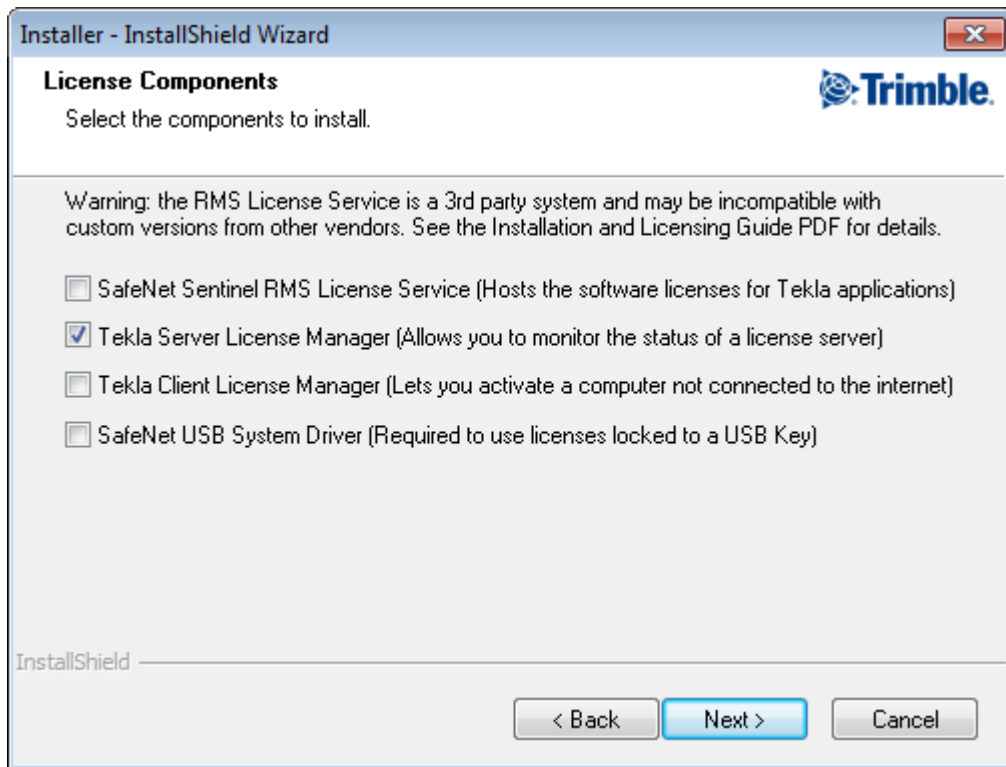 Installer - InstallShield Wizard
License Components
Select the components to install.
Trimble.
Warning: the RMS License Service is a 3rd party system and may be incompatible with
custom versions from other vendors. See the Installation and Licensing Guide PDF for details.
SafeNet Sentinel RMS License Service (Hosts the software licenses for Tekla applications)
Tekla Server License Manager (Allows you to monitor the status of a license server)
Tekla Client License Manager (Lets you activate a computer not connected to the internet)
SafeNet USB System Driver (Required to use licenses locked to a USB Key)
InstallShield
< Back
Next >
Cancel